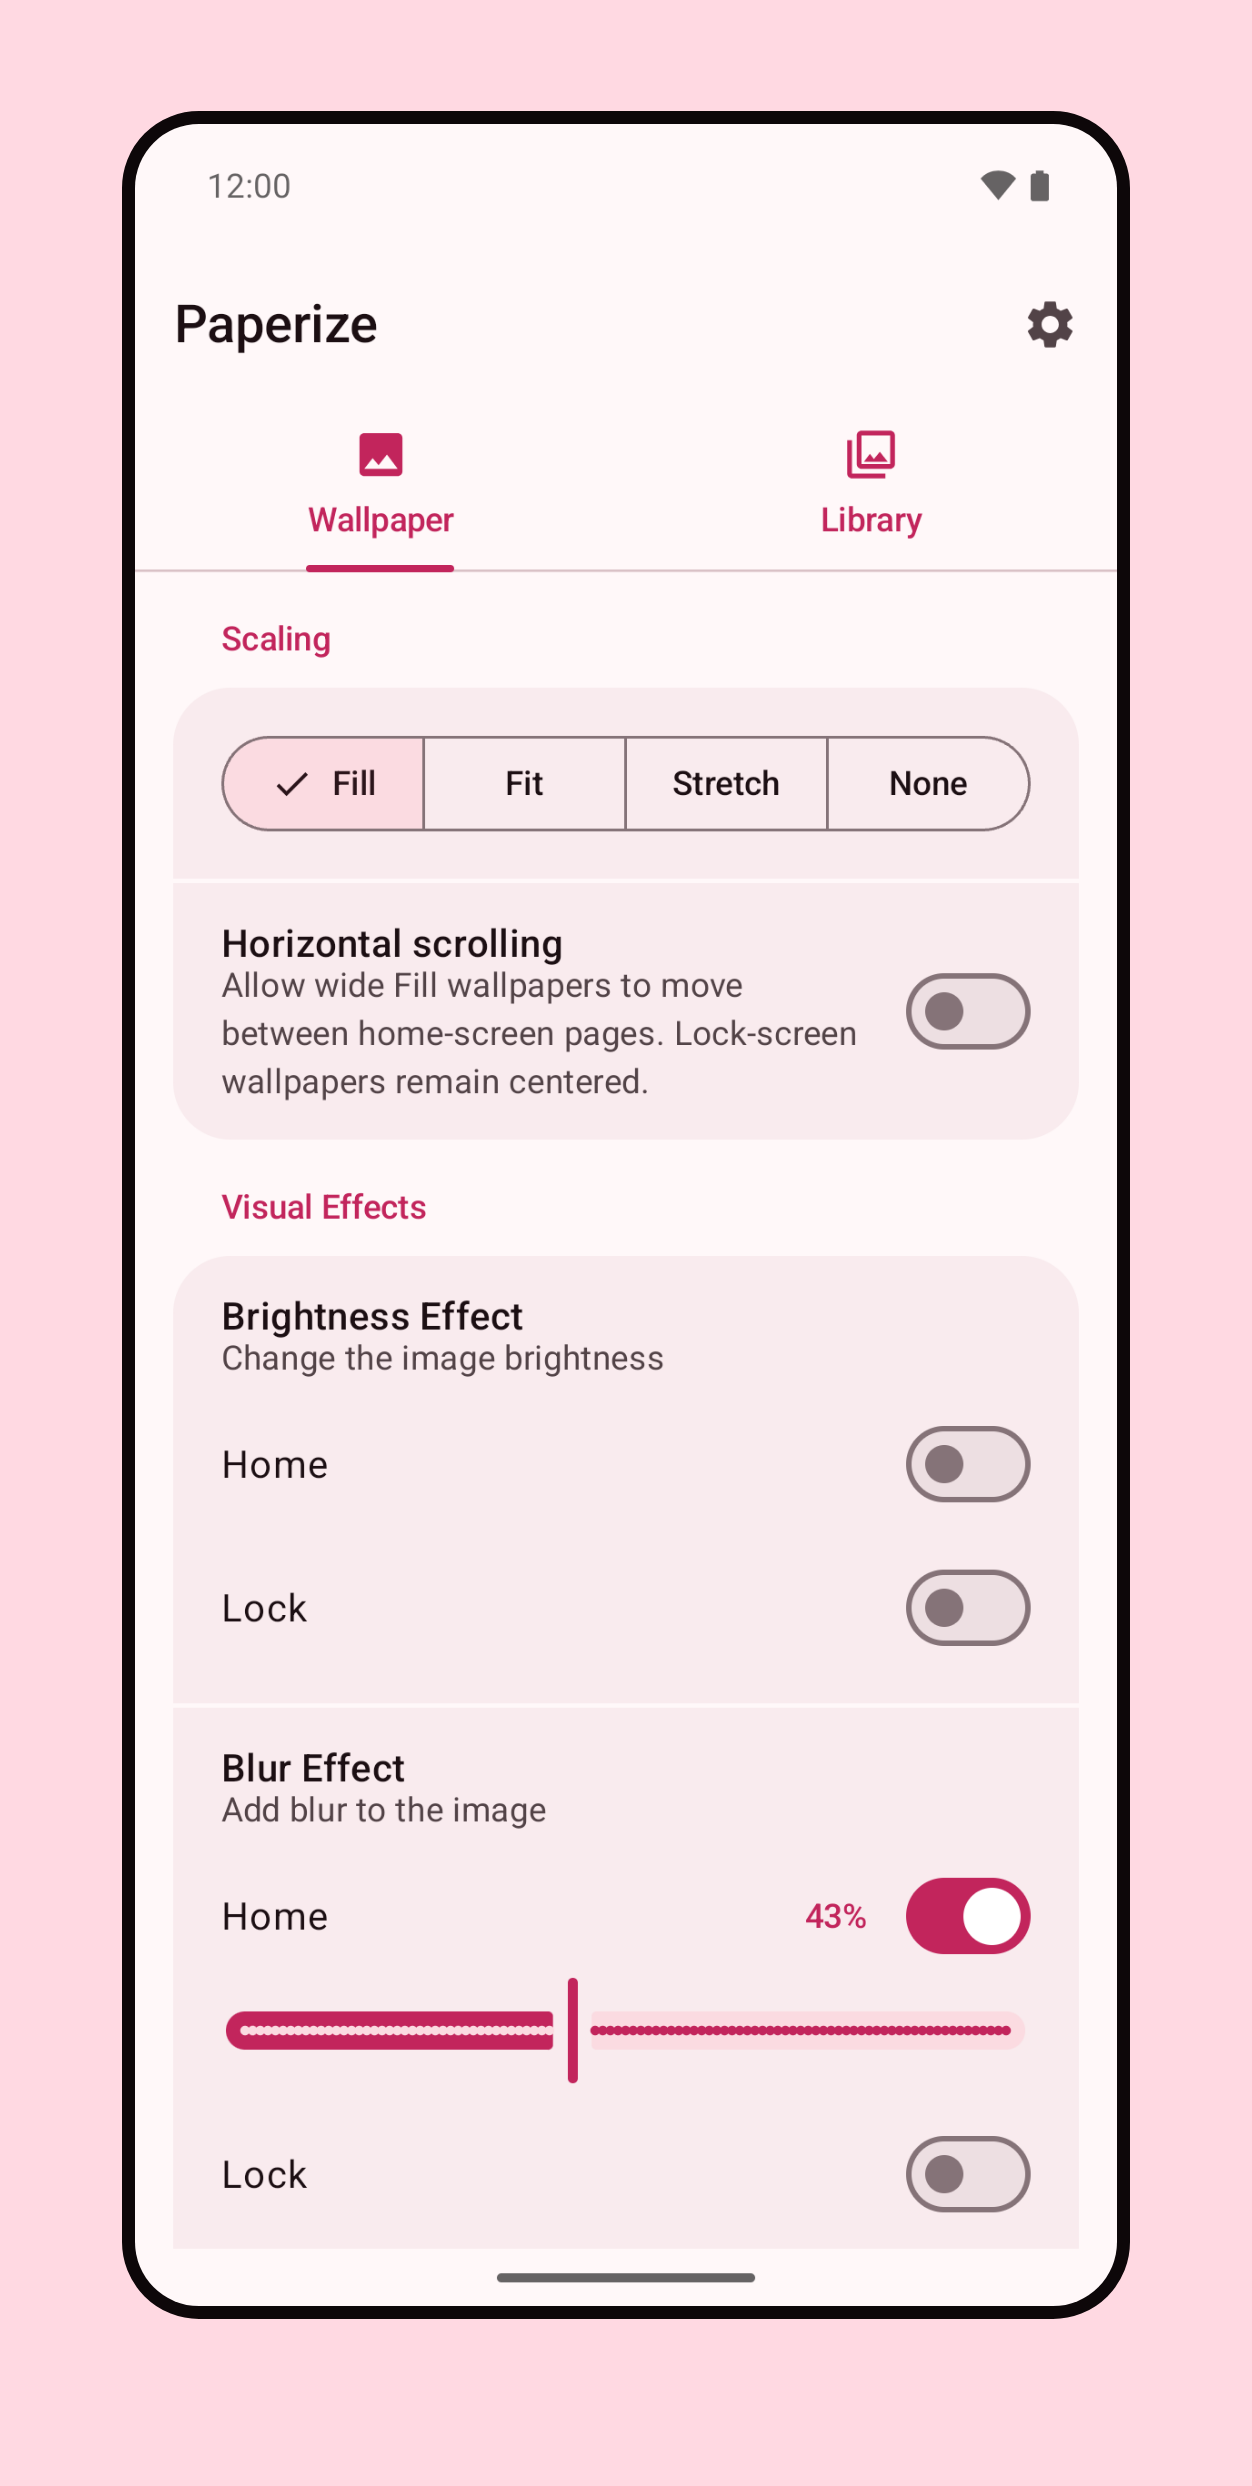 12:00
Paperize
Wallpaper
Library
Scaling
Fill
Fit
Stretch
None
Horizontal scrolling
Allow wide Fill wallpapers to move
between home-screen pages. Lock-screen
wallpapers remain centered.
Visual Effects
Brightness Effect
Change the image brightness
Home
Lock
Blur Effect
Add blur to the image
Home
43%
Lock